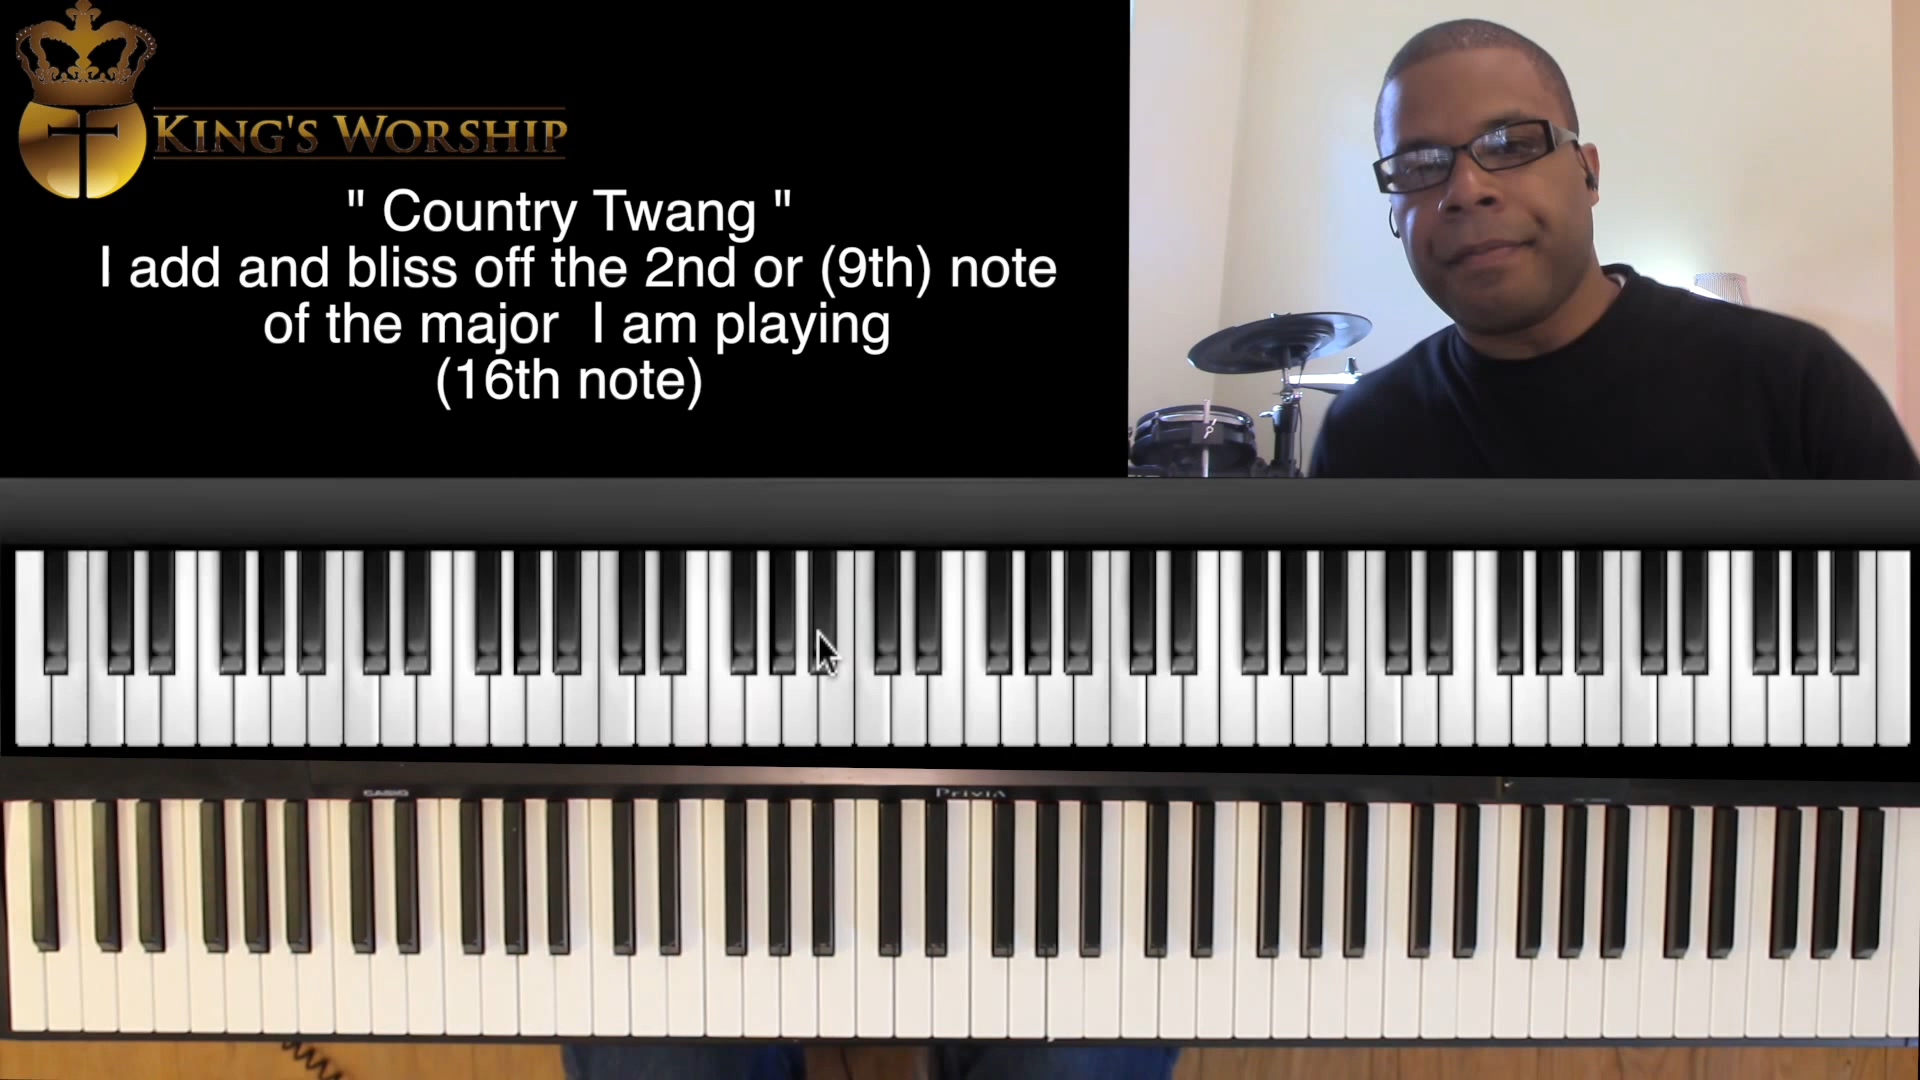 KING'S WORSHIP
" Country Twang "
I add and bliss off the 2nd or (9th) note
of the major  I am playing
(16th note)
CASIO
Privia